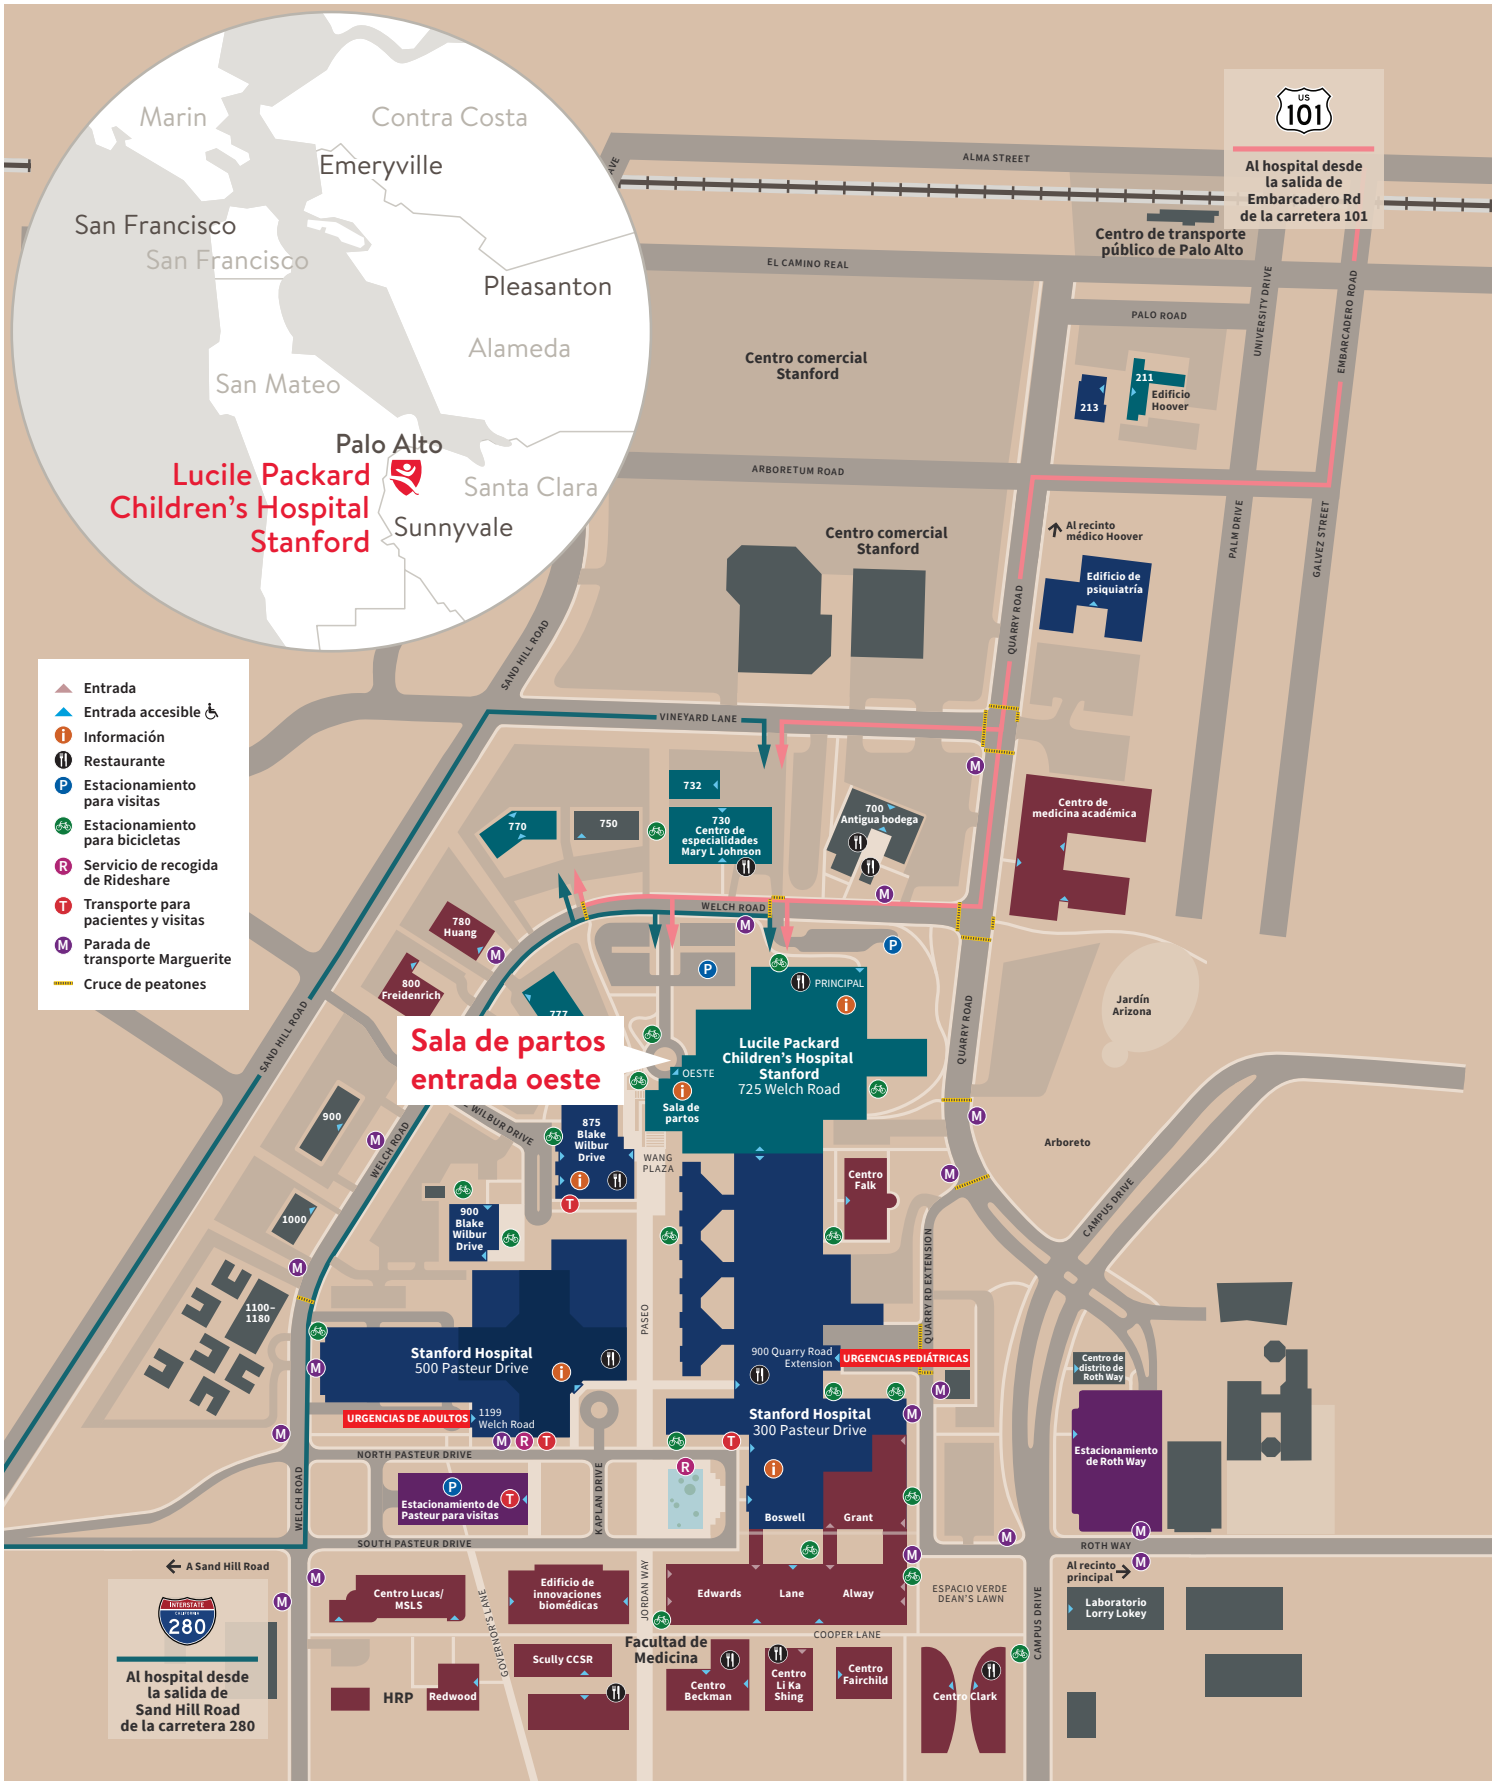 Marin
Contra Costa
Emeryville
San Francisco
San Francisco
Pleasanton
Alameda
San Mateo
Palo Alto
Lucile Packard
Children's Hospital
Stanford
Santa Clara
Sunnyvale
US
101
Al hospital desde
la salida de
Embarcadero Rd
de la carretera 101
AVE
ALMA STREET
Centro de transporte
público de Palo Alto
EL CAMINO REAL
PALO ROAD
UNIVERSITY DRIVE
EMBARCADERO ROAD
Centro comercial
Stanford
211
Edificio
Hoover
213
ARBORETUM ROAD
Centro comercial
Stanford
Al recinto
médico Hoover
PALM DRIVE
GALVEZ STREET
Edificio de
psiquiatría
QUARRY ROAD
SAND HILL ROAD
VINEYARD LANE
Entrada
Entrada accesible
i Información
Restaurante
P Estacionamiento
para visitas
Estacionamiento
para bicicletas
R Servicio de recogida
de Rideshare
T Transporte para
pacientes y visitas
M Parada de
transporte Marguerite
Cruce de peatones
M
732
770
750
730
Centro de
especialidades
Mary L Johnson
700
Antigua bodega
Centro de
medicina académica
WELCH ROAD
M
M
780
Huang
M
P
P
800
Freidenrich
777
PRINCIPAL
i
Jardín
Arizona
SAND HILL ROAD
QUARRY ROAD
Sala de partos
entrada oeste
Lucile Packard
Children's Hospital
Stanford
725 Welch Road
OESTE
i
Sala de
partos
900
M
WELCH ROAD
WILBUR DRIVE
875
Blake
Wilbur
Drive
i
T
WANG
PLAZA
M
M
Arboreto
Centro
Falk
CAMPUS DRIVE
1000
900
Blake
Wilbur
Drive
M
1100–
1180
PASEO
QUARRY RD EXTENSION
Stanford Hospital
500 Pasteur Drive
i
M
900 Quarry Road
Extension
URGENCIAS PEDIÁTRICAS
M
Centro de
distrito de
Roth Way
URGENCIAS DE ADULTOS
1199
Welch Road
M
R
T
M
Stanford Hospital
300 Pasteur Drive
M
T
i
R
NORTH PASTEUR DRIVE
Estacionamiento
de Roth Way
WELCH ROAD
P
T
Estacionamiento de
Pasteur para visitas
KAPLAN DRIVE
Boswell
Grant
M
M
SOUTH PASTEUR DRIVE
ROTH WAY
M
M
A Sand Hill Road
Al recinto
principal
M
M
INTERSTATE
CALIFORNIA
280
Al hospital desde
la salida de
Sand Hill Road
de la carretera 280
Centro Lucas/
MSLS
GOVERNOR'S LANE
Edificio de
innovaciones
biomédicas
JORDAN WAY
Edwards
Lane
Alway
ESPACIO VERDE
DEAN'S LAWN
Laboratorio
Lorry Lokey
CAMPUS DRIVE
COOPER LANE
Facultad de
Medicina
Scully CCSR
HRP
Redwood
Centro
Beckman
Centro
Li Ka
Shing
Centro
Fairchild
Centro Clark